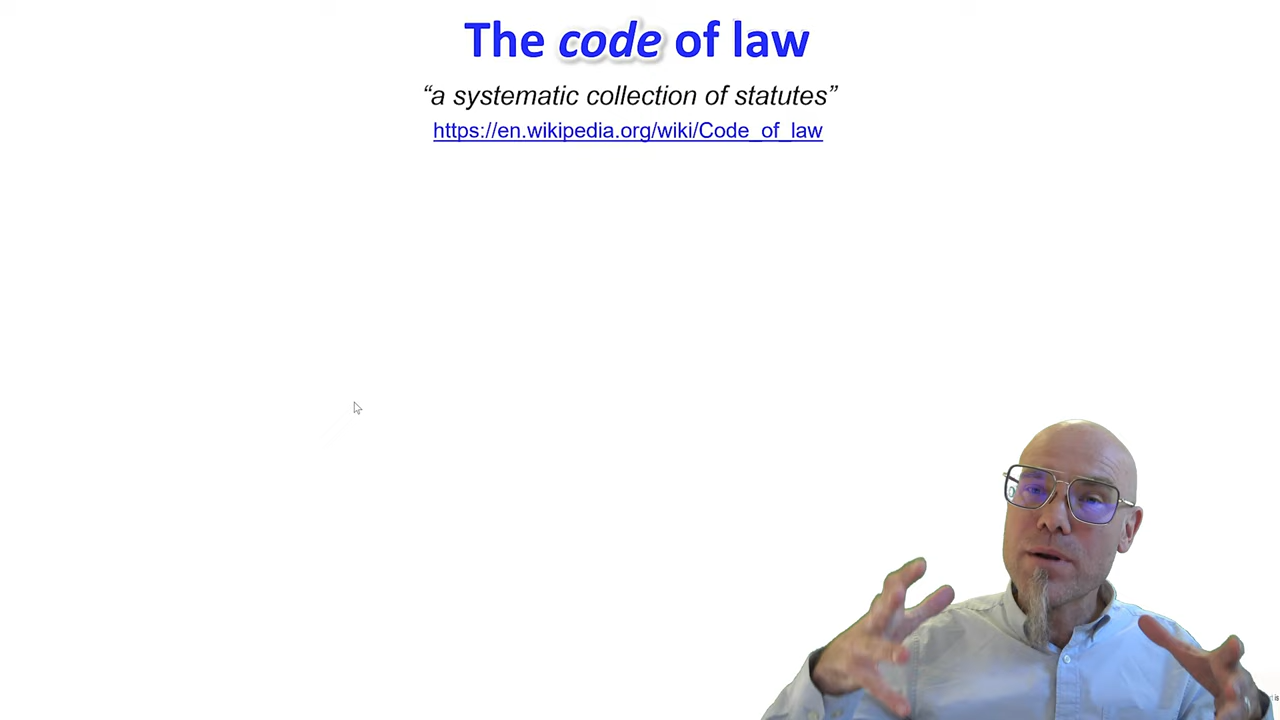 The code of law
“a systematic collection of statutes”
https://en.wikipedia.org/wiki/Code_of_law